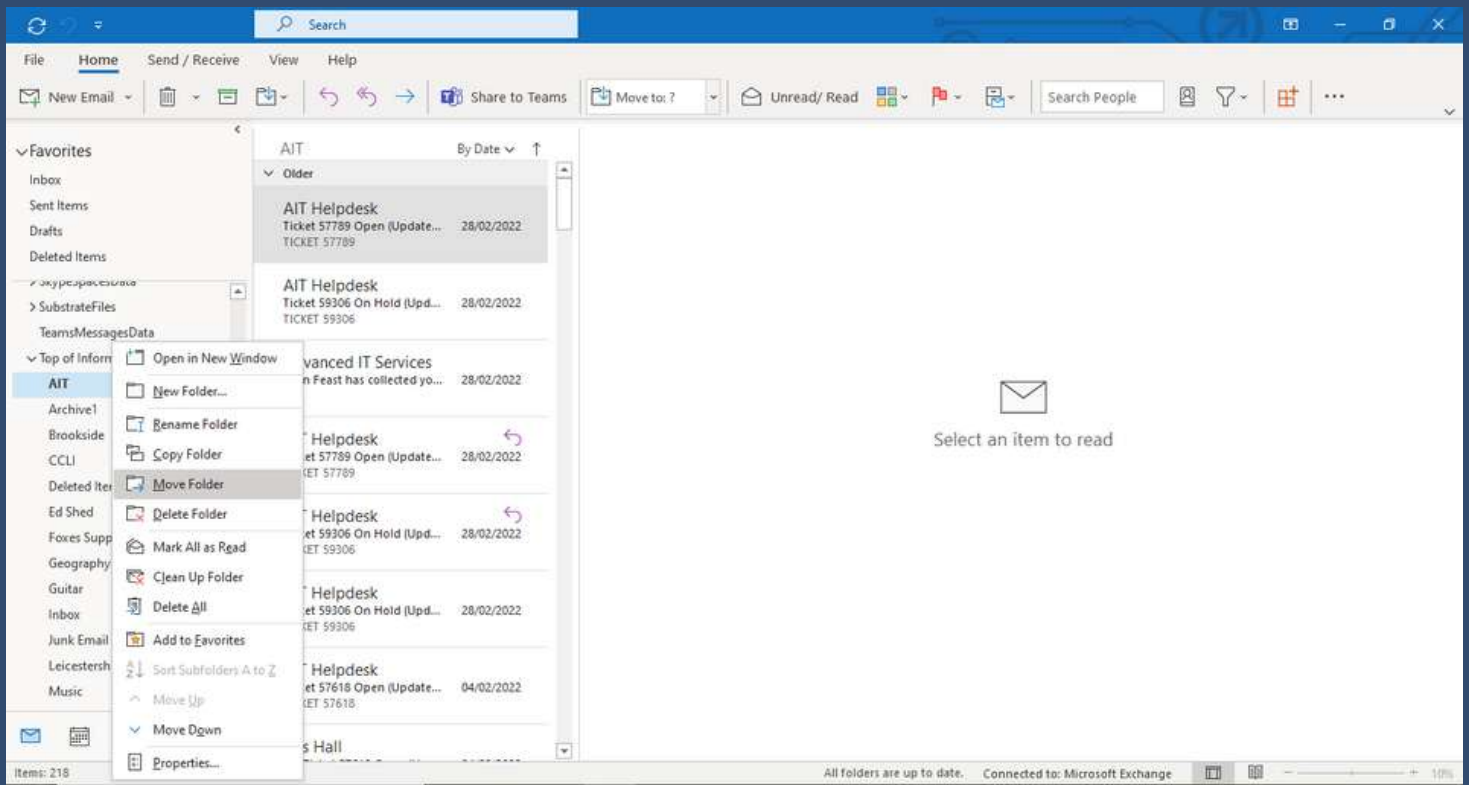 Search
File Home Send / Receive View Help
New Email Share to Teams Move to: ? Unread/ Read Search People
Favorites
Inbox
Sent Items
Drafts
Deleted Items
SkypeSpacesData
SubstrateFiles
TeamsMessagesData
Top of Inform
AIT
Archive1
Brookside
CCLI
Deleted Iter
Ed Shed
Foxes Supp
Geography
Guitar
Inbox
Junk Email
Leicestersh
Music
Items: 218
Open in New Window
New Folder...
Rename Folder
Copy Folder
Move Folder
Delete Folder
Mark All as Read
Clean Up Folder
Delete All
Add to Favorites
Sort Subfolders A to Z
Move Up
Move Down
Properties...
AIT By Date
Older
AIT Helpdesk
Ticket 57789 Open (Update... 28/02/2022
TICKET 57789
AIT Helpdesk
Ticket 59306 On Hold (Upd... 28/02/2022
TICKET 59306
vanced IT Services
n Feast has collected yo... 28/02/2022
Helpdesk
et 57789 Open (Update... 28/02/2022
KET 57789
Helpdesk
et 59306 On Hold (Upd... 28/02/2022
KET 59306
Helpdesk
et 59306 On Hold (Upd... 28/02/2022
KET 59306
Helpdesk
et 57618 Open (Update... 04/02/2022
KET 57618
s Hall
Select an item to read
All folders are up to date. Connected to: Microsoft Exchange 10%